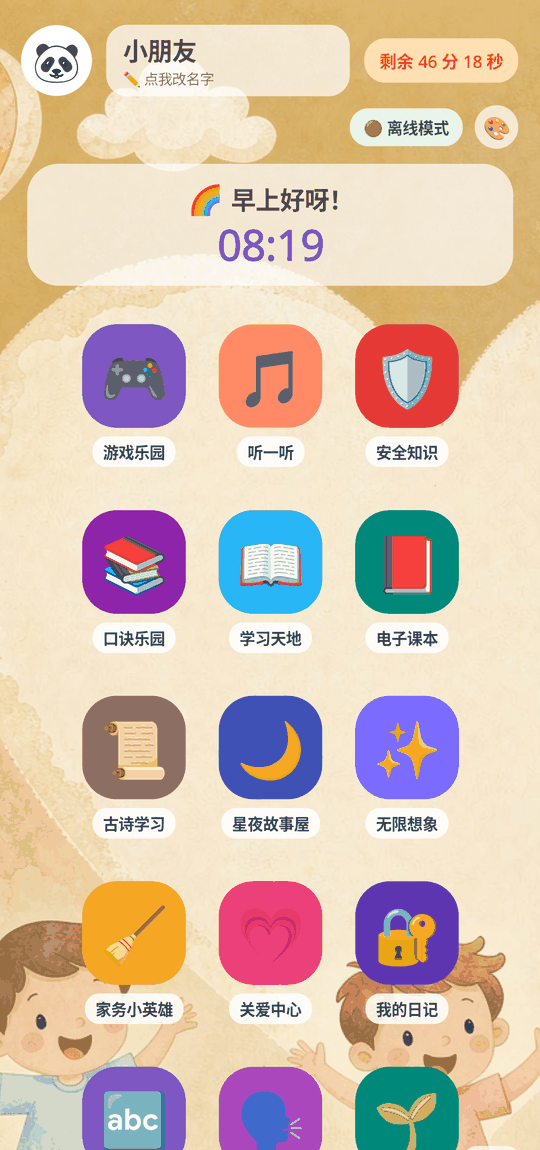 小朋友
✏️ 点我改名字
剩余 46 分 18 秒
离线模式
早上好呀！
08:19
游戏乐园
听一听
安全知识
口诀乐园
学习天地
电子课本
古诗学习
星夜故事屋
无限想象
家务小英雄
关爱中心
我的日记
abc